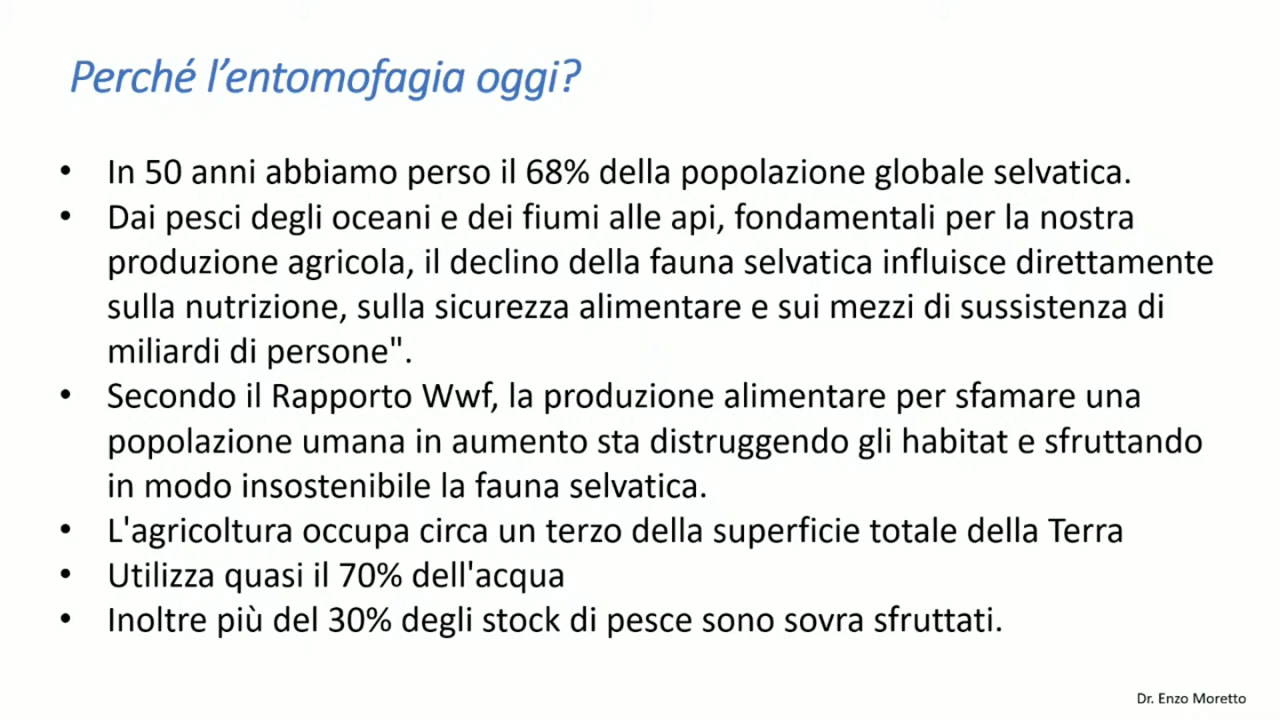 Perché l'entomofagia oggi?
• In 50 anni abbiamo perso il 68% della popolazione globale selvatica.
• Dai pesci degli oceani e dei fiumi alle api, fondamentali per la nostra
produzione agricola, il declino della fauna selvatica influisce direttamente
sulla nutrizione, sulla sicurezza alimentare e sui mezzi di sussistenza di
miliardi di persone".
• Secondo il Rapporto Wwf, la produzione alimentare per sfamare una
popolazione umana in aumento sta distruggendo gli habitat e sfruttando
in modo insostenibile la fauna selvatica.
• L'agricoltura occupa circa un terzo della superficie totale della Terra
• Utilizza quasi il 70% dell'acqua
• Inoltre più del 30% degli stock di pesce sono sovra sfruttati.
Dr. Enzo Moretto